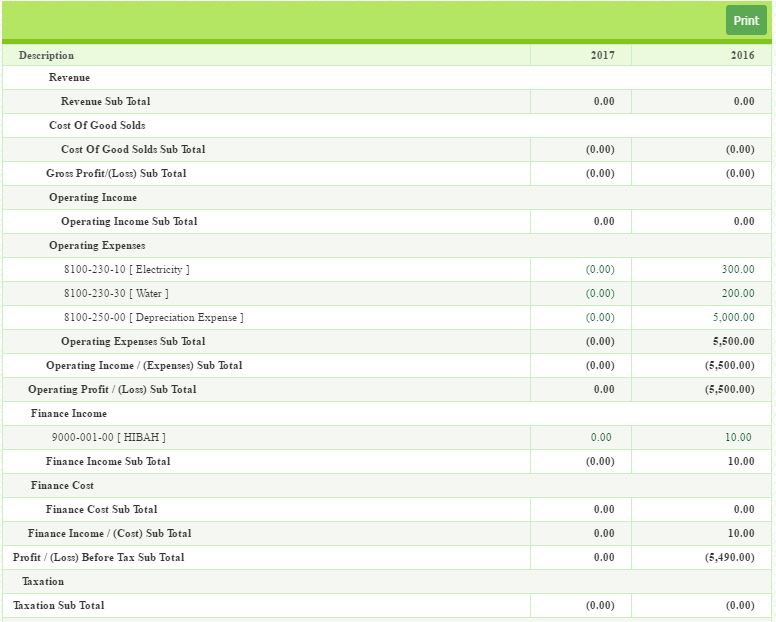 Print
Description 2017 2016
Revenue
Revenue Sub Total 0.00 0.00
Cost Of Good Solds
Cost Of Good Solds Sub Total (0.00) (0.00)
Gross Profit/(Loss) Sub Total (0.00) (0.00)
Operating Income
Operating Income Sub Total 0.00 0.00
Operating Expenses
8100-230-10 [ Electricity ] (0.00) 300.00
8100-230-30 [ Water ] (0.00) 200.00
8100-250-00 [ Depreciation Expense ] (0.00) 5,000.00
Operating Expenses Sub Total (0.00) 5,500.00
Operating Income / (Expenses) Sub Total (0.00) (5,500.00)
Operating Profit / (Loss) Sub Total 0.00 (5,500.00)
Finance Income
9000-001-00 [ HIBAH ] 0.00 10.00
Finance Income Sub Total (0.00) 10.00
Finance Cost
Finance Cost Sub Total 0.00 0.00
Finance Income / (Cost) Sub Total 0.00 10.00
Profit / (Loss) Before Tax Sub Total 0.00 (5,490.00)
Taxation
Taxation Sub Total (0.00) (0.00)